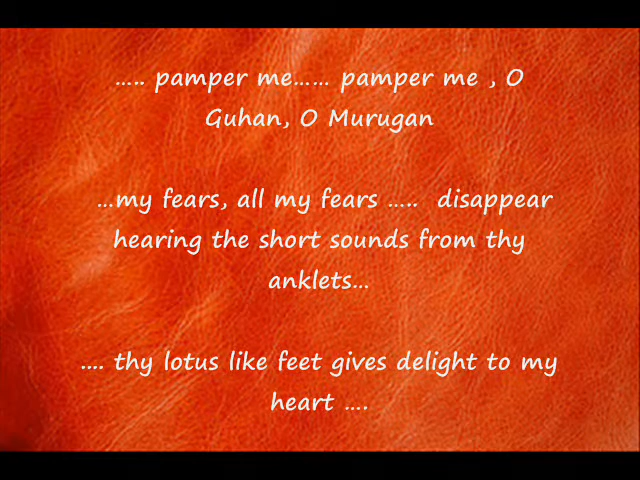 ..... pamper me...... pamper me , O
Guhan, O Murugan
...my fears, all my fears ..... disappear
hearing the short sounds from thy
anklets...
.... thy lotus like feet gives delight to my
heart ....